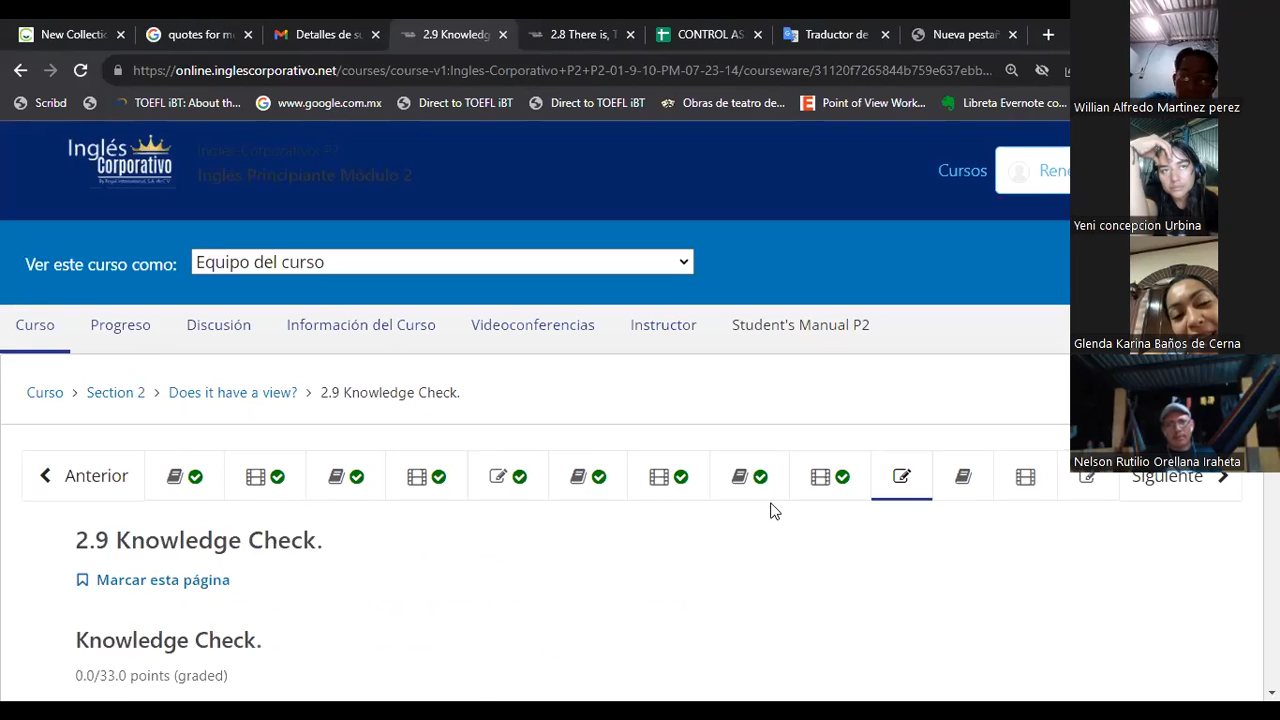 New Collecti
quotes for m
Detalles de su
2.9 Knowledg
2.8 There is, T
CONTROL AS
Traductor de
Nueva pestañ
https://online.inglescorporativo.net/courses/course-v1:Ingles-Corporativo+P2+P2-01-9-10-PM-07-23-14/courseware/31120f7265844b759e637ebb...
Scribd
TOEFL iBT: About th...
www.google.com.mx
Direct to TOEFL iBT
Direct to TOEFL iBT
Obras de teatro de...
Point of View Work...
Libreta Evernote co...
Inglés Corporativo
Inglés Principiante Módulo 2
Cursos
Rene
Ver este curso como:
Equipo del curso
Curso
Progreso
Discusión
Información del Curso
Videoconferencias
Instructor
Student's Manual P2
Curso > Section 2 > Does it have a view? > 2.9 Knowledge Check.
Anterior
Siguiente
2.9 Knowledge Check.
Marcar esta página
Knowledge Check.
0.0/33.0 points (graded)
Willian Alfredo Martinez perez
Yeni concepcion Urbina
Glenda Karina Baños de Cerna
Nelson Rutilio Orellana Iraheta